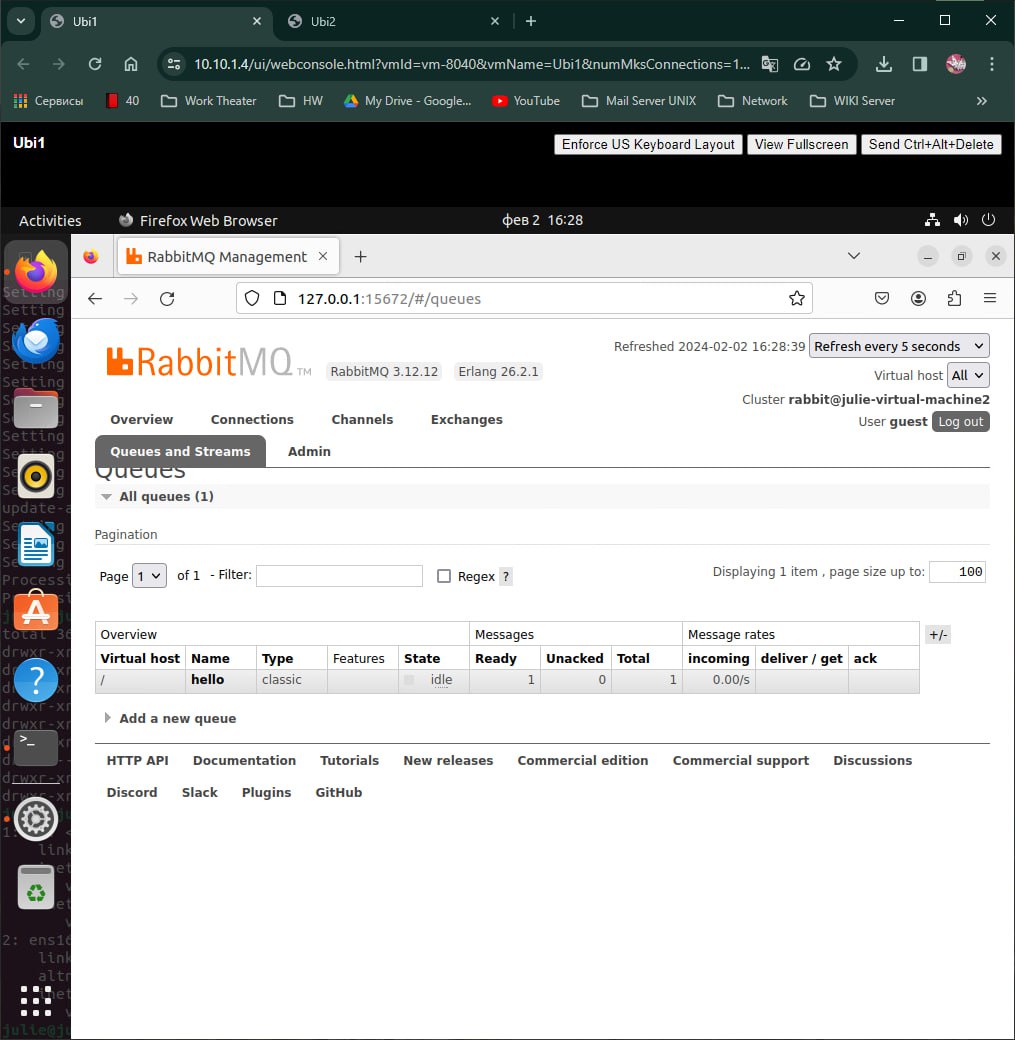 Ubi1
Ubi2
10.10.1.4/ui/webconsole.html?vmId=vm-8040&vmName=Ubi1&numMksConnections=1...
Сервисы 40 Work Theater HW My Drive - Google... YouTube Mail Server UNIX Network WIKI Server »
Ubi1
Enforce US Keyboard Layout View Fullscreen Send Ctrl+Alt+Delete
Activities Firefox Web Browser фев 2 16:28
RabbitMQ Management
127.0.0.1:15672/#/queues
RabbitMQ TM RabbitMQ 3.12.12 Erlang 26.2.1
Refreshed 2024-02-02 16:28:39 Refresh every 5 seconds
Virtual host All
Cluster rabbit@julie-virtual-machine2
User guest Log out
Overview Connections Channels Exchanges
Queues and Streams Admin
Queues
All queues (1)
Pagination
Page 1 of 1 - Filter: Regex ?
Displaying 1 item , page size up to: 100
Overview Messages Message rates +/-
Virtual host Name Type Features State Ready Unacked Total incoming deliver / get ack
/ hello classic idle 1 0 1 0.00/s
Add a new queue
HTTP API Documentation Tutorials New releases Commercial edition Commercial support Discussions
Discord Slack Plugins GitHub
Setting
Setting
Setting
Setting
update-a
total 36
drwxr-xr
drwxr-xr
link
2: ens16
link
altn
julie@ju